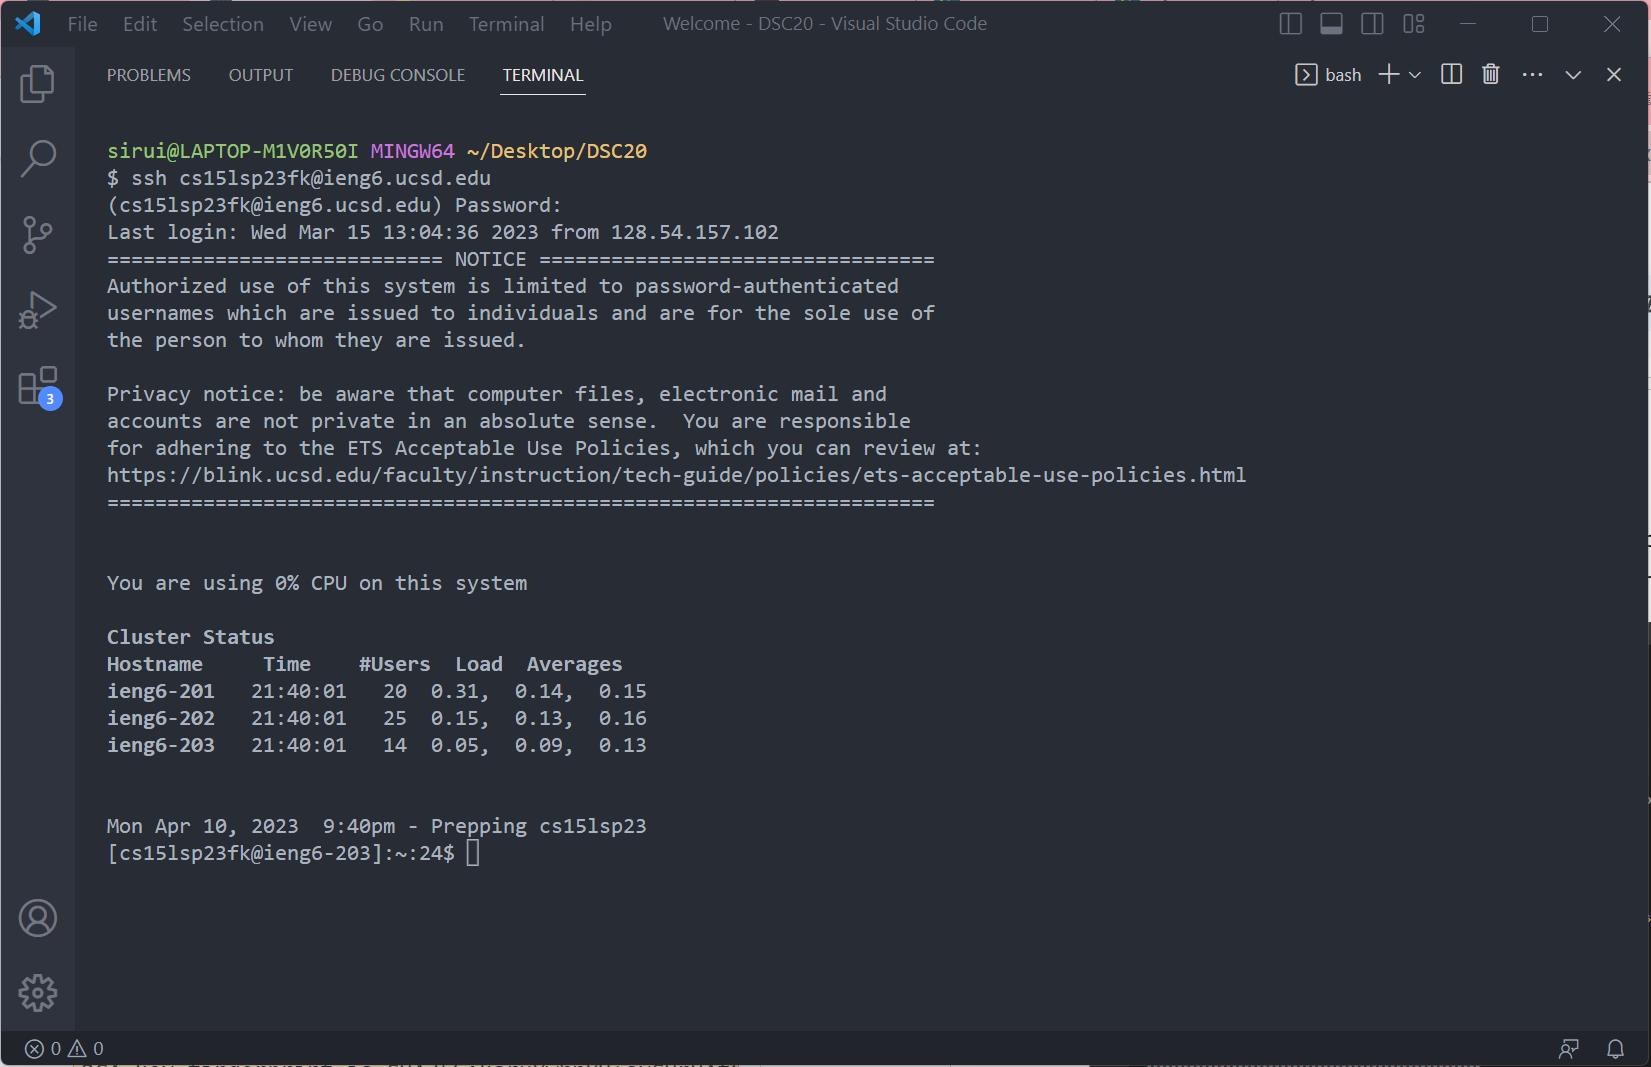 File Edit Selection View Go Run Terminal Help Welcome - DSC20 - Visual Studio Code
PROBLEMS OUTPUT DEBUG CONSOLE TERMINAL bash
sirui@LAPTOP-M1V0R50I MINGW64 ~/Desktop/DSC20
$ ssh cs15lsp23fk@ieng6.ucsd.edu
(cs15lsp23fk@ieng6.ucsd.edu) Password:
Last login: Wed Mar 15 13:04:36 2023 from 128.54.157.102
============================ NOTICE =================================
Authorized use of this system is limited to password-authenticated
usernames which are issued to individuals and are for the sole use of
the person to whom they are issued.
Privacy notice: be aware that computer files, electronic mail and
accounts are not private in an absolute sense.  You are responsible
for adhering to the ETS Acceptable Use Policies, which you can review at:
https://blink.ucsd.edu/faculty/instruction/tech-guide/policies/ets-acceptable-use-policies.html
=====================================================================
3
You are using 0% CPU on this system
Cluster Status
Hostname     Time    #Users  Load  Averages
ieng6-201   21:40:01   20  0.31,  0.14,  0.15
ieng6-202   21:40:01   25  0.15,  0.13,  0.16
ieng6-203   21:40:01   14  0.05,  0.09,  0.13
Mon Apr 10, 2023  9:40pm - Prepping cs15lsp23
[cs15lsp23fk@ieng6-203]:~:24$
0 0